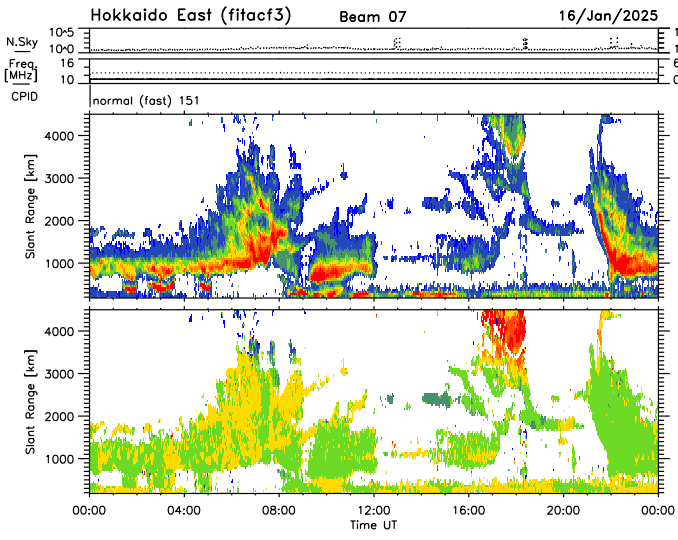 Hokkaido East (fitacf3) Beam 07 16/Jan/2025
N.Sky 10^5 10^0 1 1
Freq. [MHz] 16 10 6 0
CPID normal (fast) 151
Slant Range [km] 4000 3000 2000 1000
Slant Range [km] 4000 3000 2000 1000
00:00 04:00 08:00 12:00 16:00 20:00 00:00
Time UT